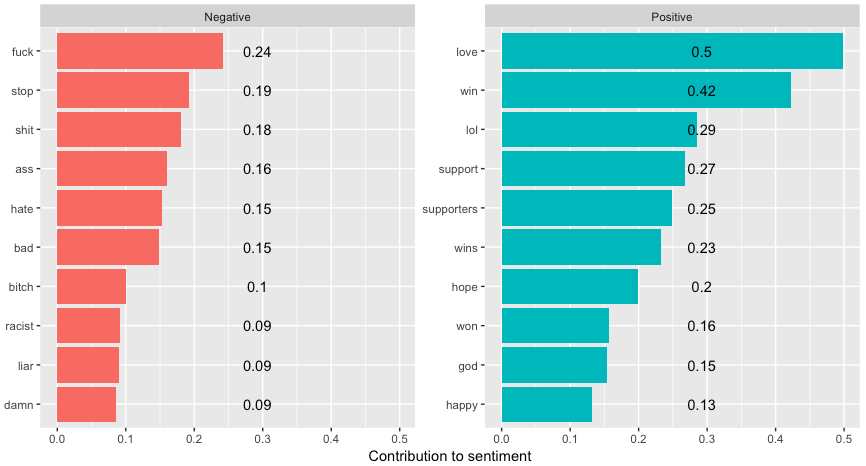 Negative
fuck 0.24
stop 0.19
shit 0.18
ass 0.16
hate 0.15
bad 0.15
bitch 0.1
racist 0.09
liar 0.09
damn 0.09
0.0 0.1 0.2 0.3 0.4 0.5
Positive
love 0.5
win 0.42
lol 0.29
support 0.27
supporters 0.25
wins 0.23
hope 0.2
won 0.16
god 0.15
happy 0.13
0.0 0.1 0.2 0.3 0.4 0.5
Contribution to sentiment